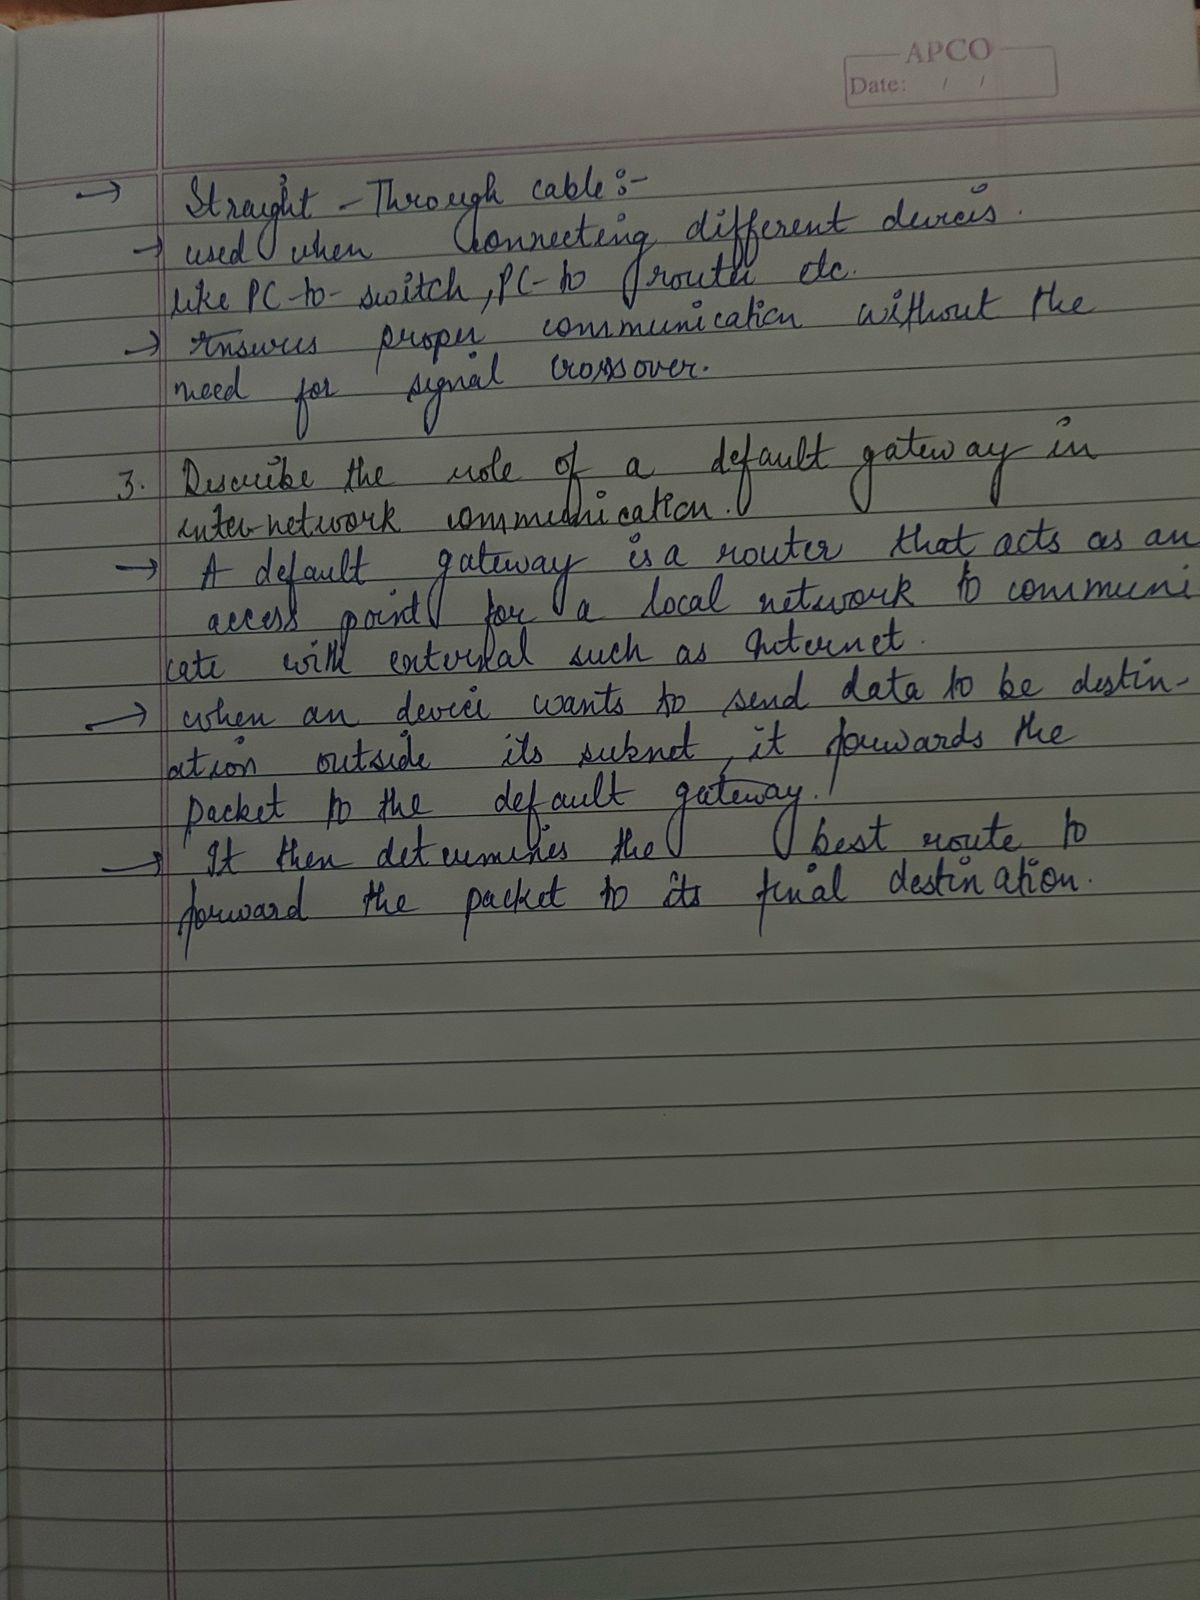 APCO
Date: / /
→ Straight - Through cable :-
→ used when connecting different devices.
like PC-to-switch, PC-to router etc.
→ Ensures proper communication without the
need for signal crossover.
3. Describe the role of a default gateway in
inter-network communication.
→ A default gateway is a router that acts as an
access point for a local network to communi
cate with external such as Internet.
→ when an device wants to send data to be destin-
ation outside its subnet, it forwards the
packet to the default gateway.
→ It then determines the best route to
forward the packet to its final destination.